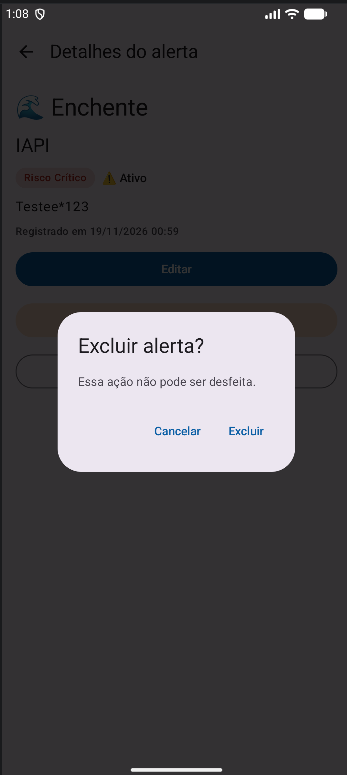 1:08
Detalhes do alerta
Enchente
IAPI
Risco Crítico Ativo
Testee*123
Registrado em 19/11/2026 00:59
Editar
Excluir alerta?
Essa ação não pode ser desfeita.
Cancelar Excluir